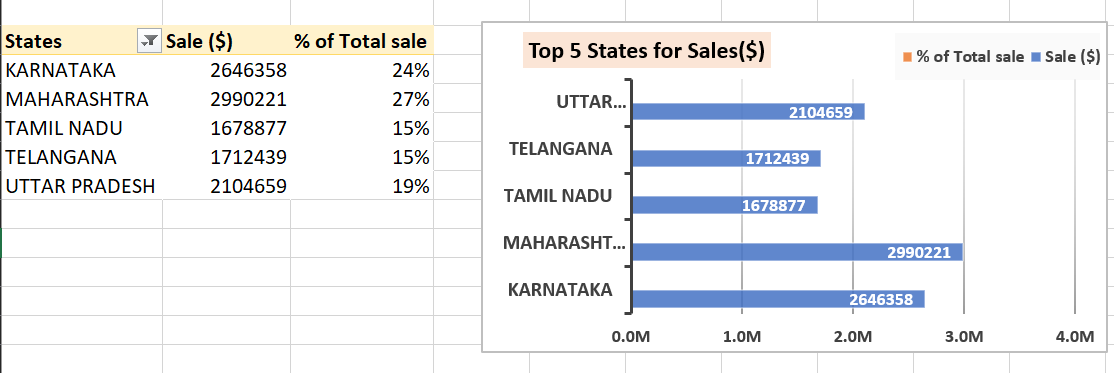 States Sale ($) % of Total sale
KARNATAKA 2646358 24%
MAHARASHTRA 2990221 27%
TAMIL NADU 1678877 15%
TELANGANA 1712439 15%
UTTAR PRADESH 2104659 19%
Top 5 States for Sales($)
% of Total sale Sale ($)
UTTAR... 2104659
TELANGANA 1712439
TAMIL NADU 1678877
MAHARASHT... 2990221
KARNATAKA 2646358
0.0M 1.0M 2.0M 3.0M 4.0M